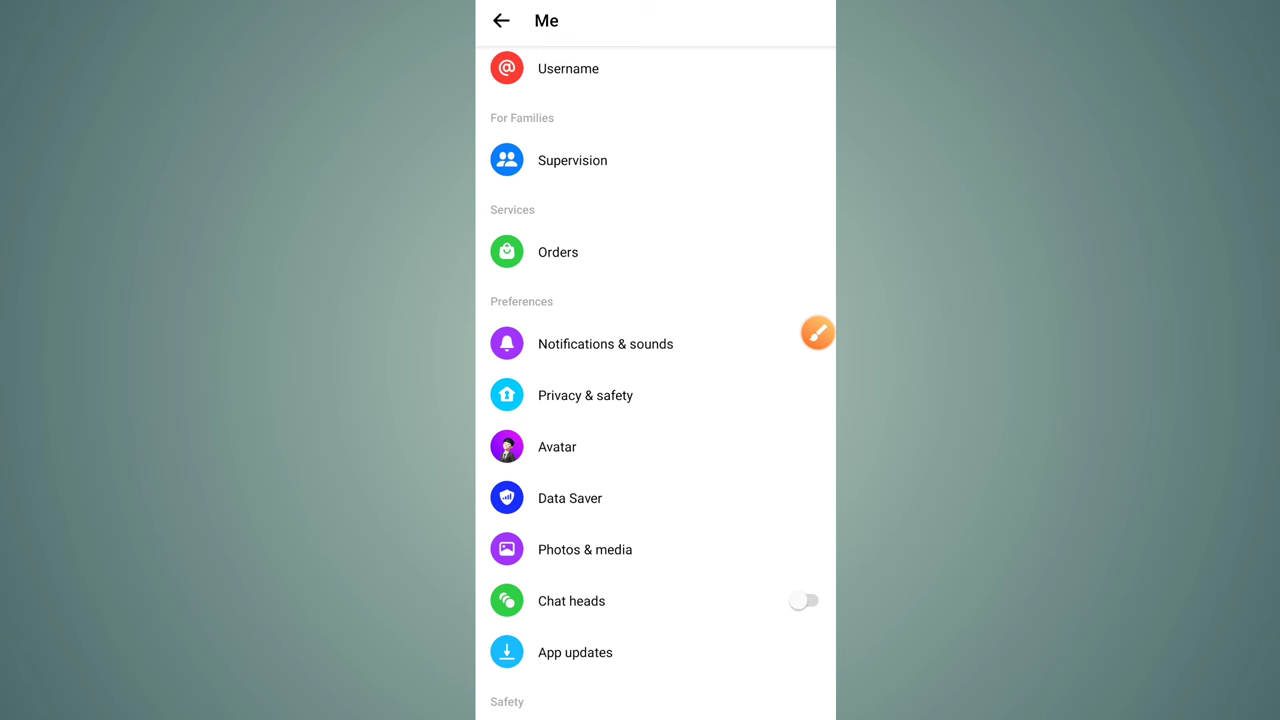 Me
Username
For Families
Supervision
Services
Orders
Preferences
Notifications & sounds
Privacy & safety
Avatar
Data Saver
Photos & media
Chat heads
App updates
Safety